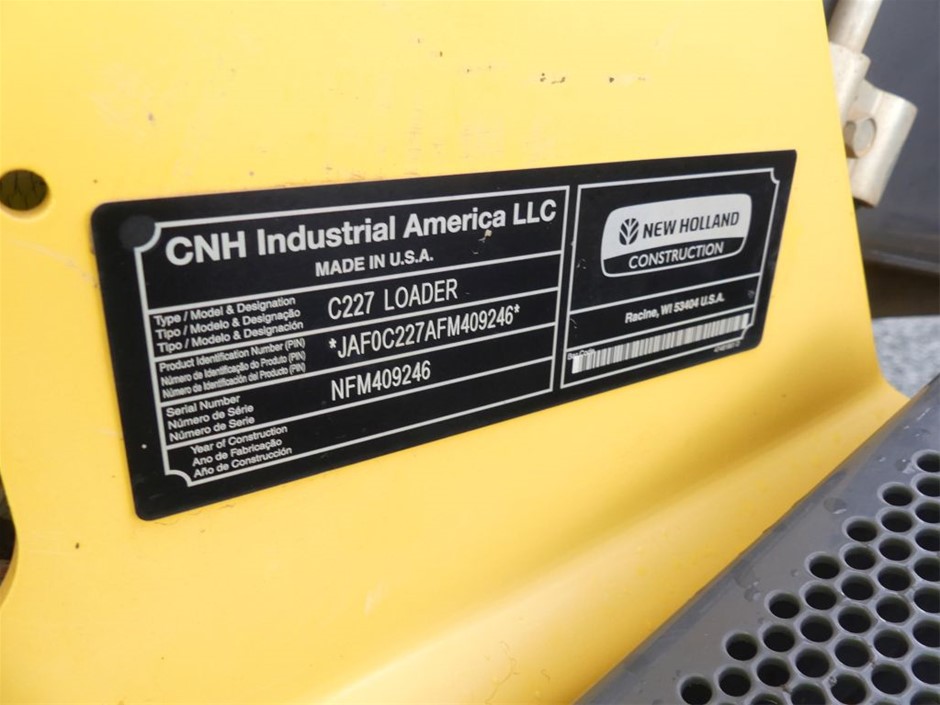 CNH Industrial America LLC
MADE IN U.S.A.
Type / Model & Designation
Tipo / Modelo & Designação
Tipo / Modelo & Designación
C227 LOADER
Product Identification Number (PIN)
Número de Identificação do Produto (PIN)
Número de Identificación del Producto (PIN)
*JAF0C227AFM409246*
Serial Number
Número de Série
Número de Serie
NFM409246
Year of Construction
Ano de Fabricação
Año de Construcción
NEW HOLLAND
CONSTRUCTION
Racine, WI 53404 U.S.A.
Bar Code